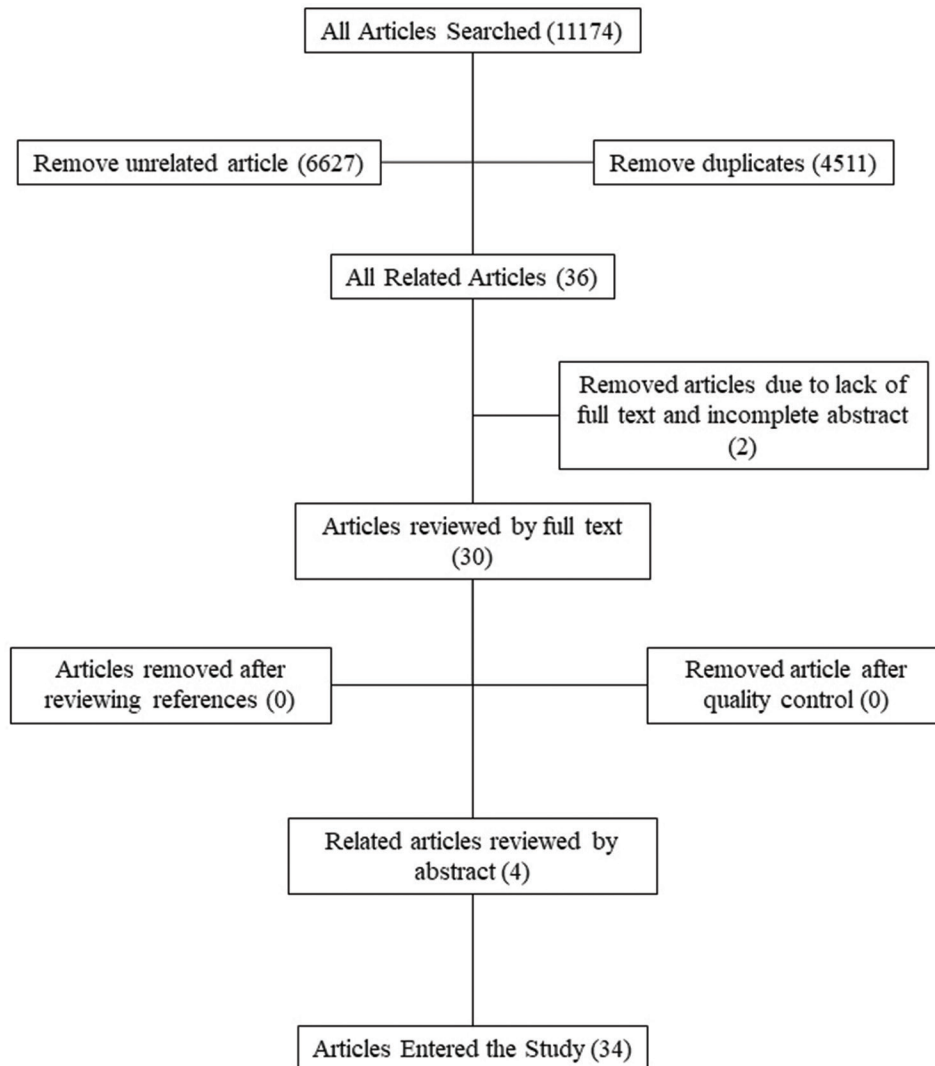 All Articles Searched (11174)
Remove unrelated article (6627)
Remove duplicates (4511)
All Related Articles (36)
Removed articles due to lack of
full text and incomplete abstract
(2)
Articles reviewed by full text
(30)
Articles removed after
reviewing references (0)
Removed article after
quality control (0)
Related articles reviewed by
abstract (4)
Articles Entered the Study (34)